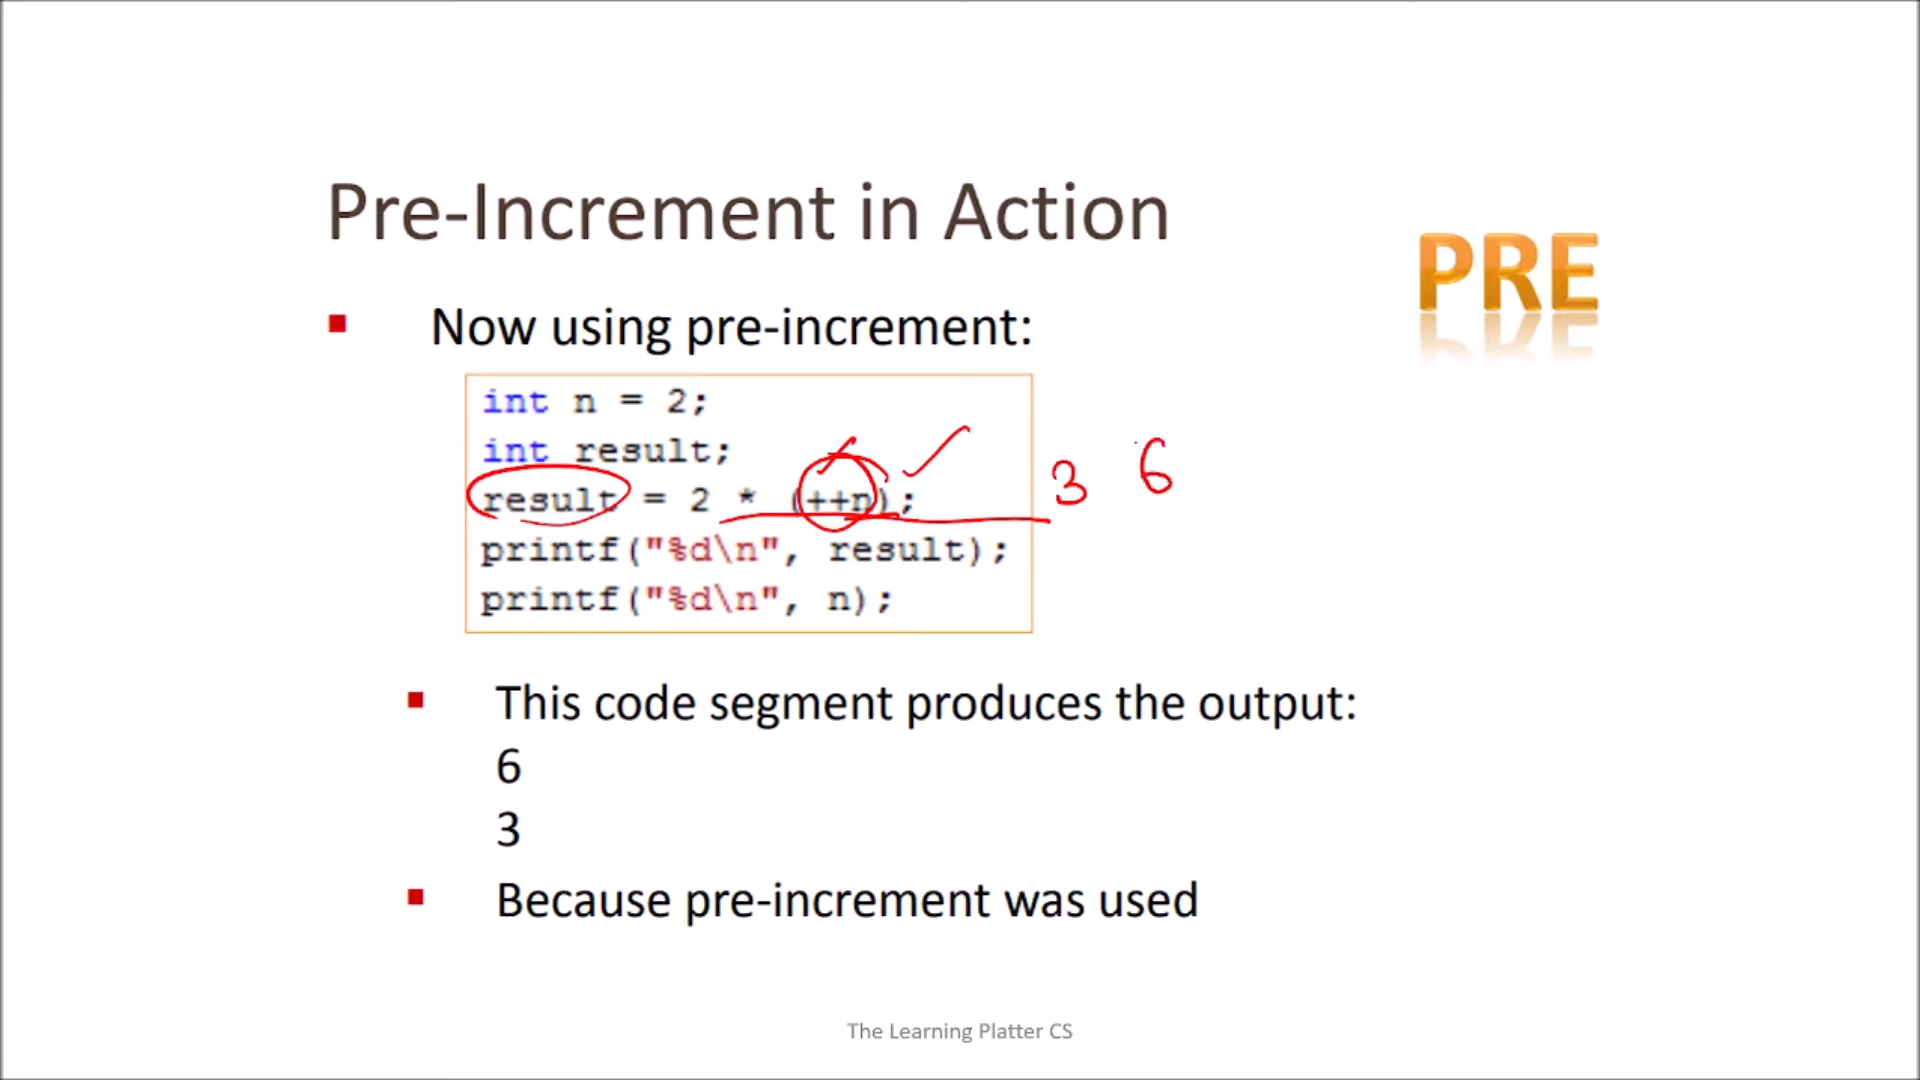 Pre-Increment in Action
PRE
Now using pre-increment:
int n = 2;
int result;
result = 2 * (++n);
3 6
printf("%d\n", result);
printf("%d\n", n);
This code segment produces the output:
6
3
Because pre-increment was used
The Learning Platter CS